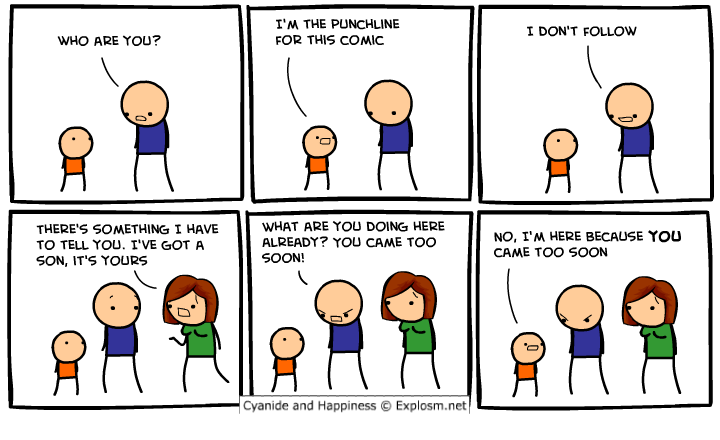 WHO ARE YOU?
I'M THE PUNCHLINE
FOR THIS COMIC
I DON'T FOLLOW
THERE'S SOMETHING I HAVE
TO TELL YOU. I'VE GOT A
SON, IT'S YOURS
WHAT ARE YOU DOING HERE
ALREADY? YOU CAME TOO
SOON!
NO, I'M HERE BECAUSE YOU
CAME TOO SOON
Cyanide and Happiness © Explosm.net